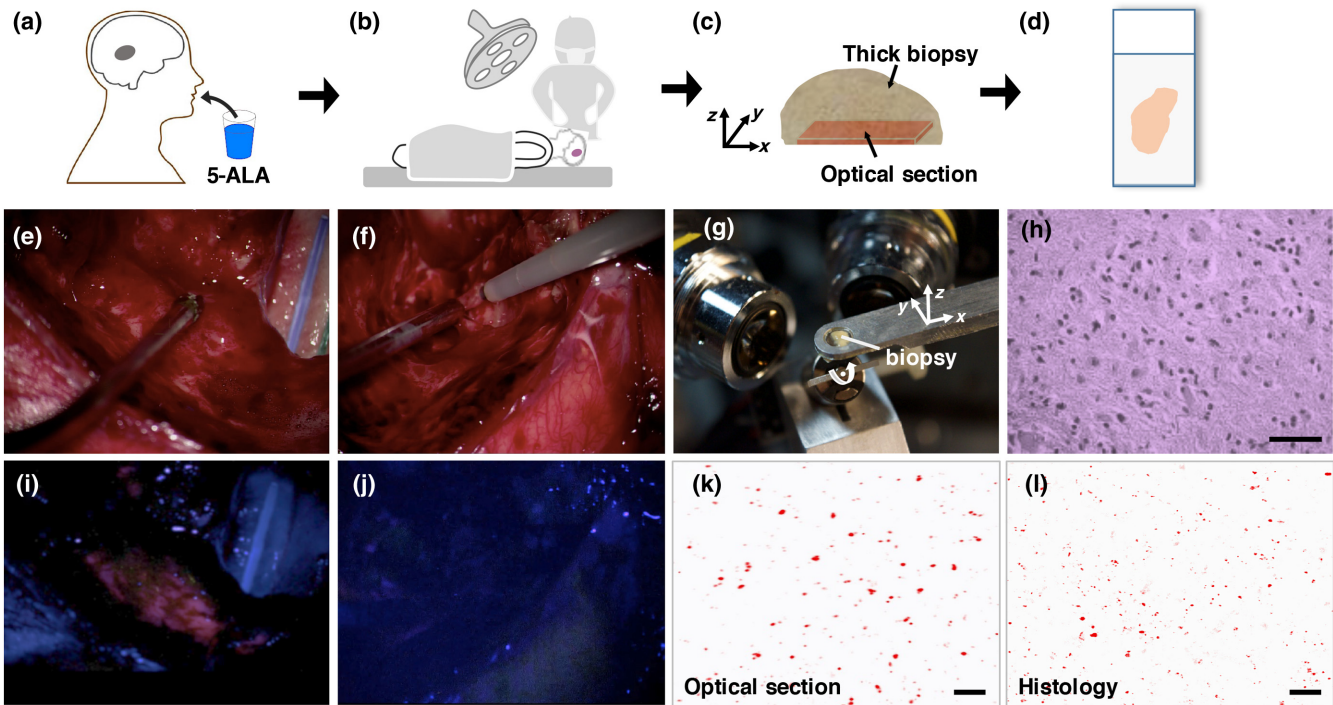 (a)
(b)
(c)
(d)
5-ALA
Thick biopsy
z
y
x
Optical section
(e)
(f)
(g)
(h)
z
y
x
biopsy
(i)
(j)
(k)
(l)
Optical section
Histology